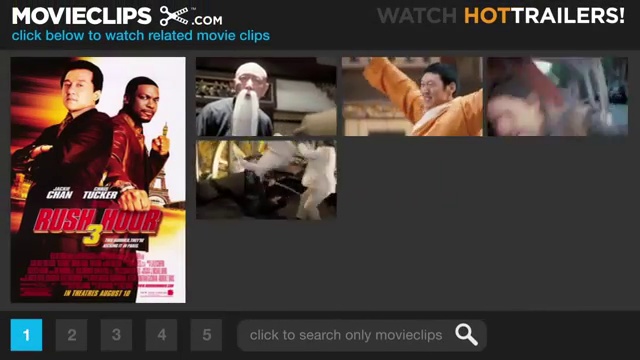 MOVIECLIPS .COM
WATCH HOTTRAILERS!
click below to watch related movie clips
JACKIE CHAN
CHRIS TUCKER
RUSH HOUR 3
IN THEATRES AUGUST 10
1 2 3 4 5
click to search only movieclips